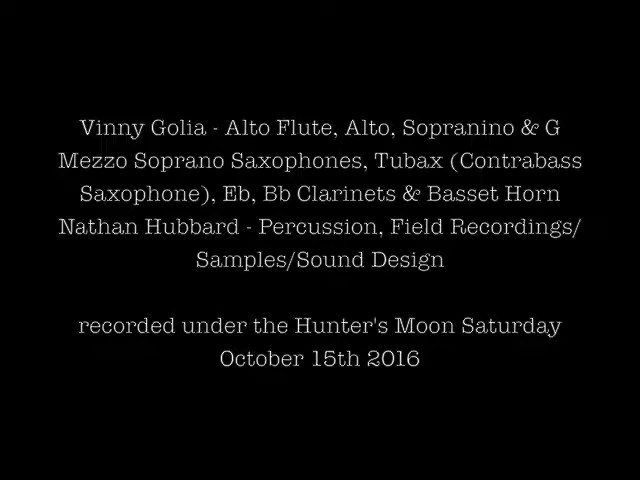 Vinny Golia - Alto Flute, Alto, Sopranino & G
Mezzo Soprano Saxophones, Tubax (Contrabass
Saxophone), Eb, Bb Clarinets & Basset Horn
Nathan Hubbard - Percussion, Field Recordings/
Samples/Sound Design
recorded under the Hunter's Moon Saturday
October 15th 2016